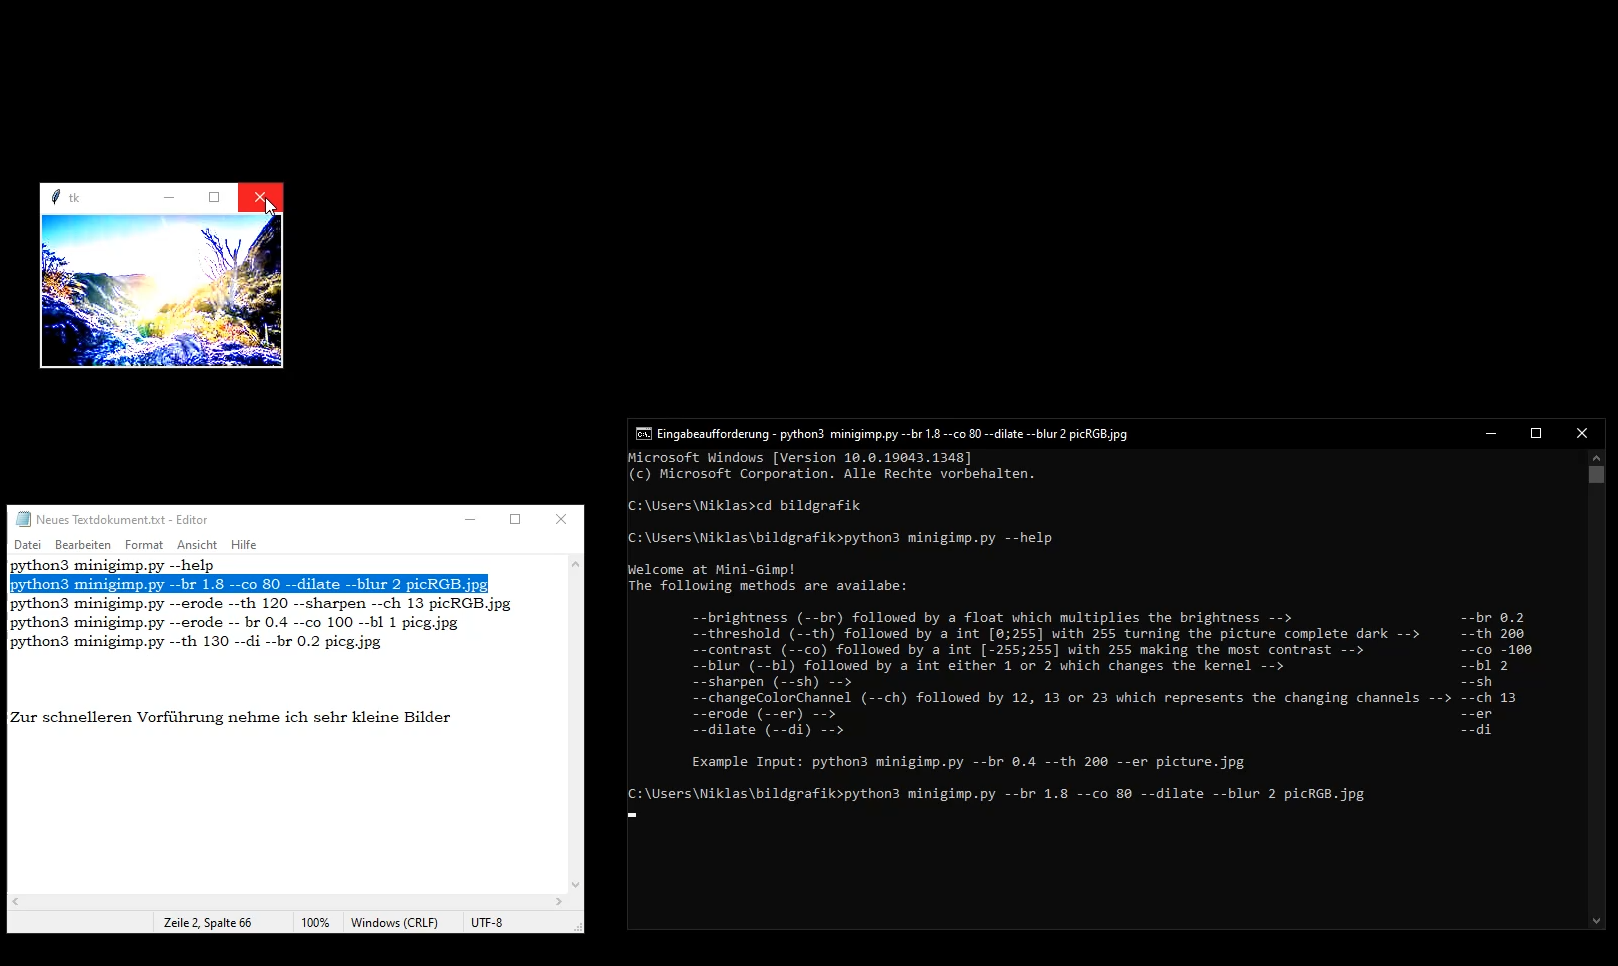 tk
Neues Textdokument.txt - Editor
Datei Bearbeiten Format Ansicht Hilfe
python3 minigimp.py --help
python3 minigimp.py --br 1.8 --co 80 --dilate --blur 2 picRGB.jpg
python3 minigimp.py --erode --th 120 --sharpen --ch 13 picRGB.jpg
python3 minigimp.py --erode -- br 0.4 --co 100 --bl 1 picg.jpg
python3 minigimp.py --th 130 --di --br 0.2 picg.jpg
Zur schnelleren Vorführung nehme ich sehr kleine Bilder
Zeile 2, Spalte 66 100% Windows (CRLF) UTF-8
C:\. Eingabeaufforderung - python3 minigimp.py --br 1.8 --co 80 --dilate --blur 2 picRGB.jpg
Microsoft Windows [Version 10.0.19043.1348]
(c) Microsoft Corporation. Alle Rechte vorbehalten.
C:\Users\Niklas>cd bildgrafik
C:\Users\Niklas\bildgrafik>python3 minigimp.py --help
Welcome at Mini-Gimp!
The following methods are availabe:
--brightness (--br) followed by a float which multiplies the brightness --> --br 0.2
--threshold (--th) followed by a int [0;255] with 255 turning the picture complete dark --> --th 200
--contrast (--co) followed by a int [-255;255] with 255 making the most contrast --> --co -100
--blur (--bl) followed by a int either 1 or 2 which changes the kernel --> --bl 2
--sharpen (--sh) --> --sh
--changeColorChannel (--ch) followed by 12, 13 or 23 which represents the changing channels --> --ch 13
--erode (--er) --> --er
--dilate (--di) --> --di
Example Input: python3 minigimp.py --br 0.4 --th 200 --er picture.jpg
C:\Users\Niklas\bildgrafik>python3 minigimp.py --br 1.8 --co 80 --dilate --blur 2 picRGB.jpg